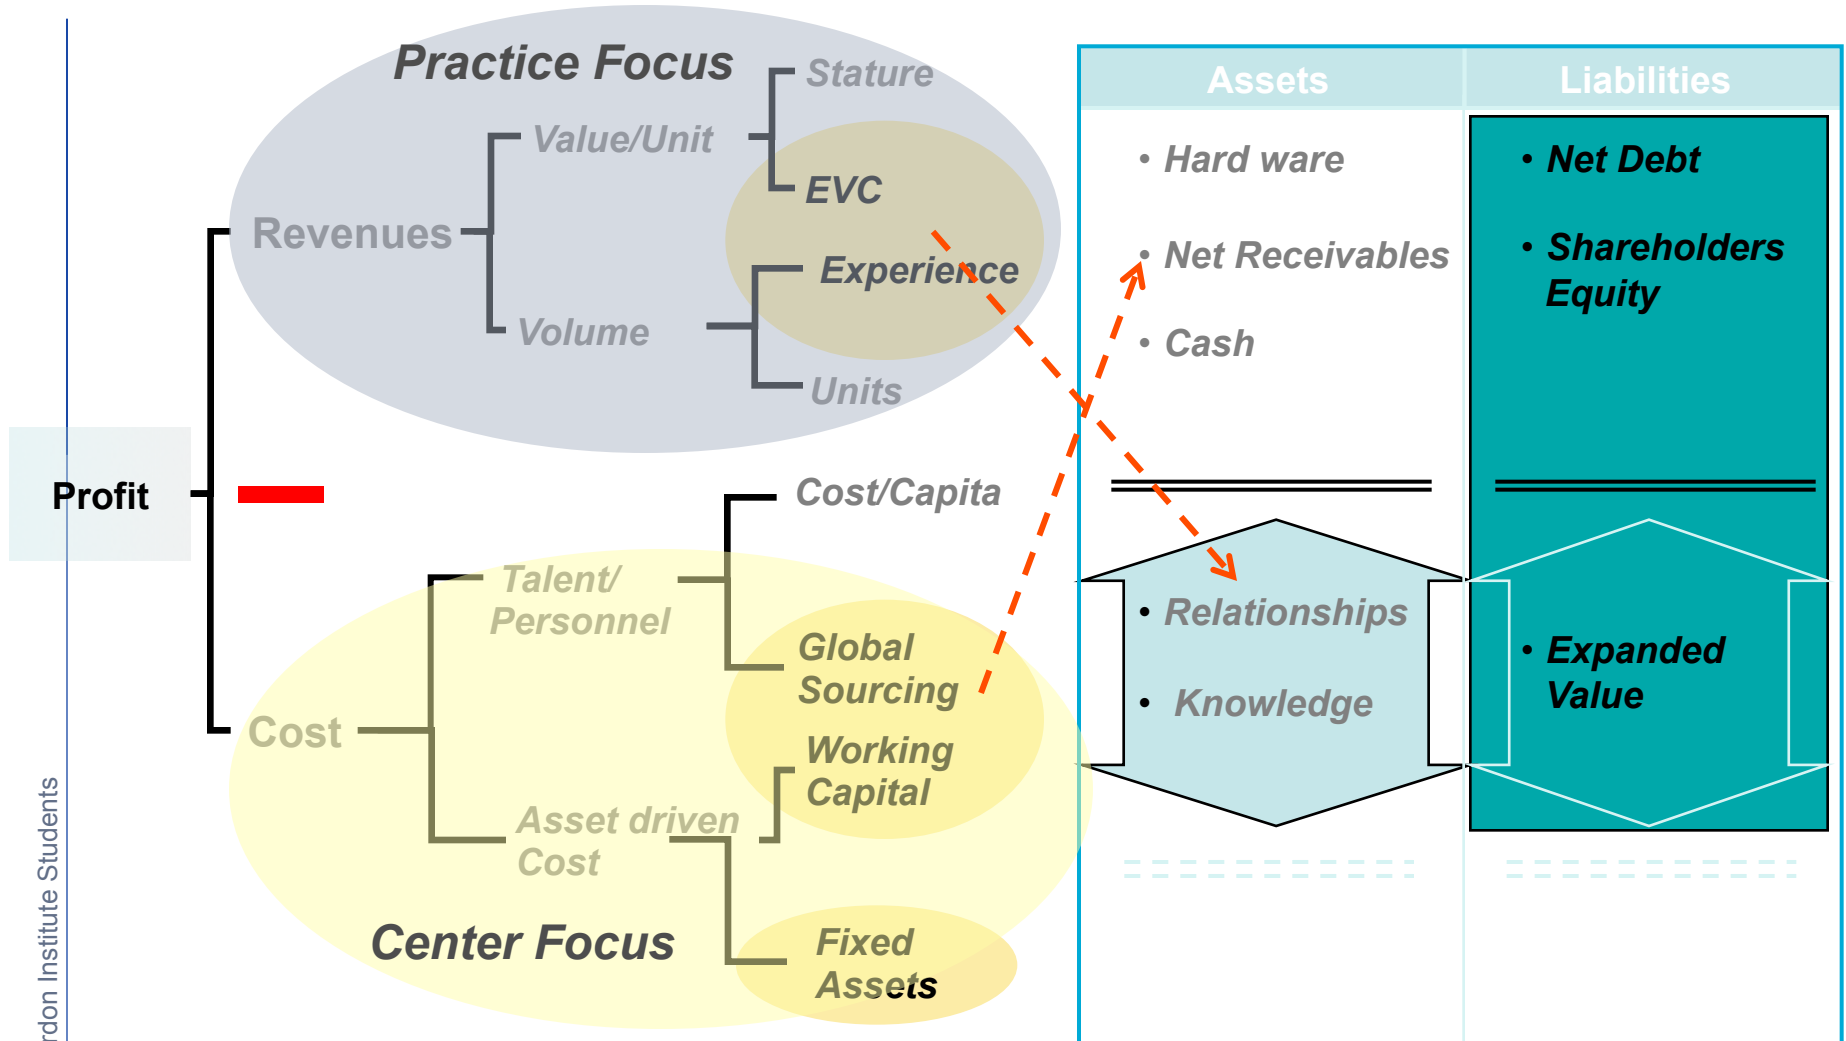 Practice Focus
Stature
Value/Unit
EVC
Revenues
Experience
Volume
Units
Profit
Cost/Capita
Talent/
Personnel
Global
Sourcing
Cost
Working
Capital
Asset driven
Cost
Center Focus
Fixed
Assets
Assets
• Hard ware
• Net Receivables
• Cash
• Relationships
• Knowledge
Liabilities
• Net Debt
• Shareholders
Equity
• Expanded
Value
Institute Students